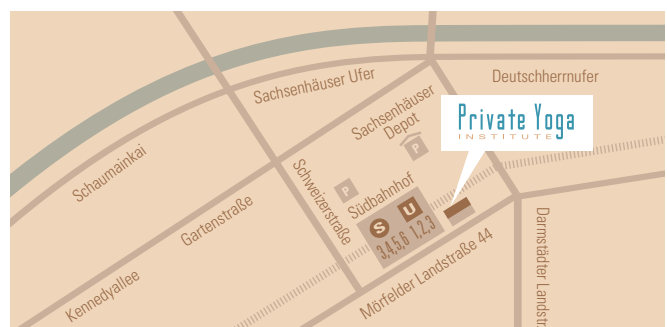 Sachsenhäuser Ufer
Deutschherrnufer
Sachsenhäuser
Depot
P
Private Yoga
INSTITUTE
Schaumainkai
P
Schweizerstraße
Südbahnhof
S U
3,4,5,6 1,2,3
Gartenstraße
Kennedyallee
Mörfelder Landstraße 44
Darmstädter Landstr